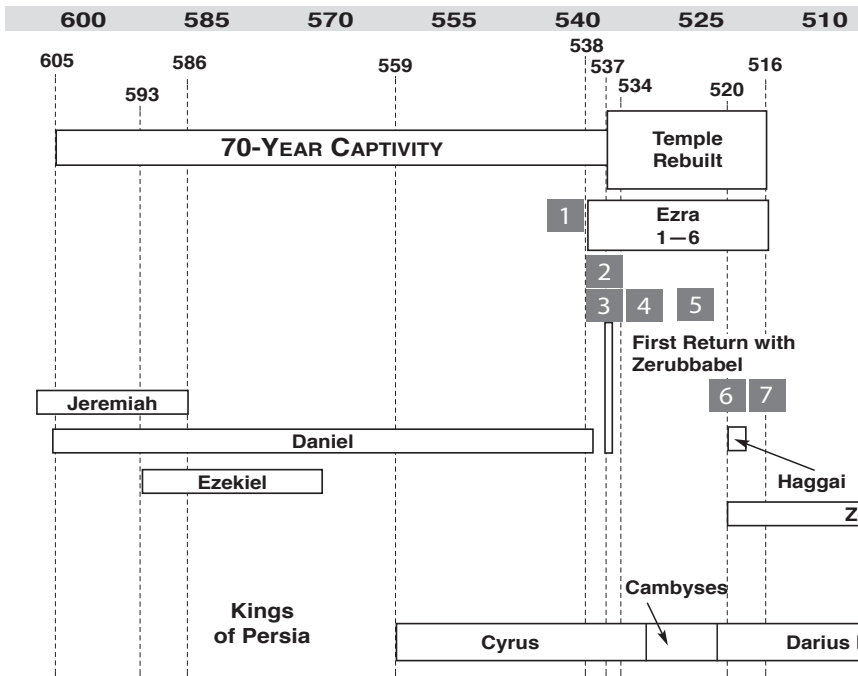 600 585 570 555 540 525 510
538
605 586 559 537 516
593 534 520
70-YEAR CAPTIVITY
Temple
Rebuilt
1
Ezra
1—6
2
3 4 5
First Return with
Zerubbabel
6 7
Jeremiah
Daniel
Haggai
Ezekiel
Z
Cambyses
Kings
of Persia
Cyrus
Darius I